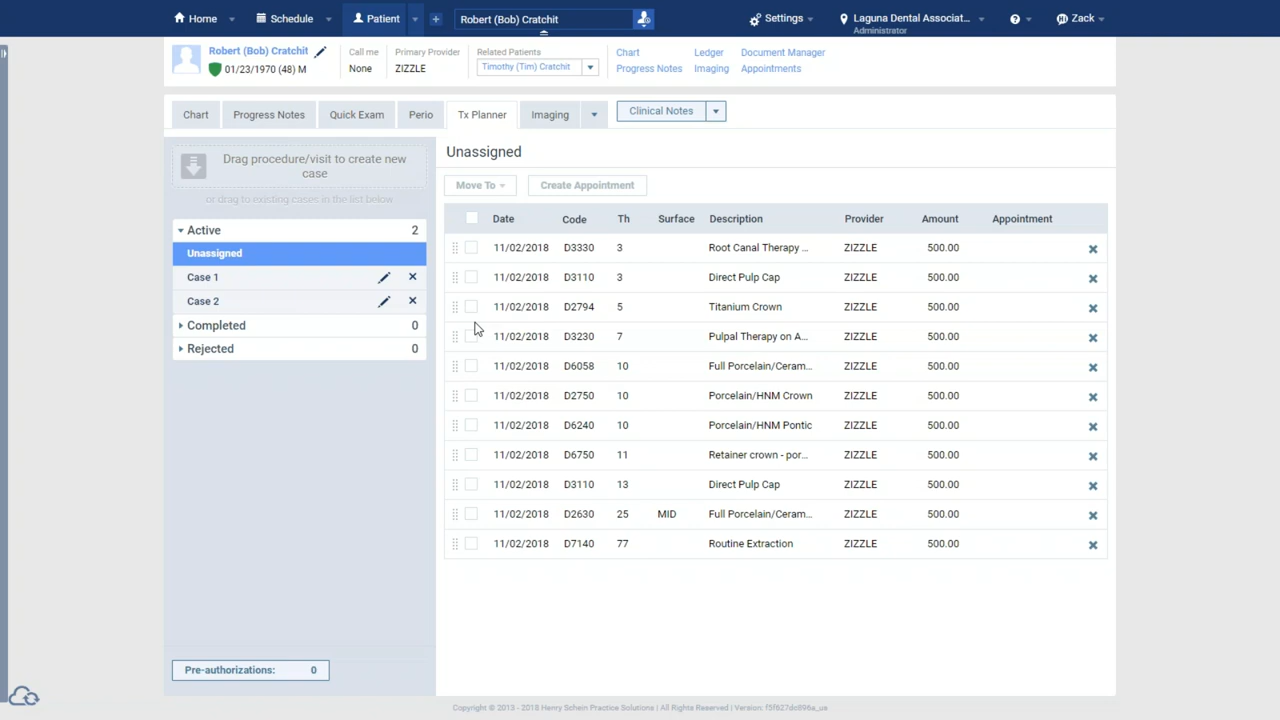 Home Schedule Patient + Robert (Bob) Cratchit Settings Laguna Dental Associat... ? Zack
Administrator
Robert (Bob) Cratchit Call me Primary Provider Related Patients Chart Ledger Document Manager
01/23/1970 (48) M None ZIZZLE Timothy (Tim) Cratchit Progress Notes Imaging Appointments
Chart Progress Notes Quick Exam Perio Tx Planner Imaging Clinical Notes
Drag procedure/visit to create new
case
or drag to existing cases in the list below
Active 2
Unassigned
Case 1
Case 2
Completed 0
Rejected 0
Pre-authorizations: 0
Unassigned
Move To Create Appointment
Date Code Th Surface Description Provider Amount Appointment
11/02/2018 D3330 3 Root Canal Therapy ... ZIZZLE 500.00
11/02/2018 D3110 3 Direct Pulp Cap ZIZZLE 500.00
11/02/2018 D2794 5 Titanium Crown ZIZZLE 500.00
11/02/2018 D3230 7 Pulpal Therapy on A... ZIZZLE 500.00
11/02/2018 D6058 10 Full Porcelain/Ceram... ZIZZLE 500.00
11/02/2018 D2750 10 Porcelain/HNM Crown ZIZZLE 500.00
11/02/2018 D6240 10 Porcelain/HNM Pontic ZIZZLE 500.00
11/02/2018 D6750 11 Retainer crown - por... ZIZZLE 500.00
11/02/2018 D3110 13 Direct Pulp Cap ZIZZLE 500.00
11/02/2018 D2630 25 MID Full Porcelain/Ceram... ZIZZLE 500.00
11/02/2018 D7140 77 Routine Extraction ZIZZLE 500.00
Copyright © 2013 - 2018 Henry Schein Practice Solutions | All Rights Reserved | Version: